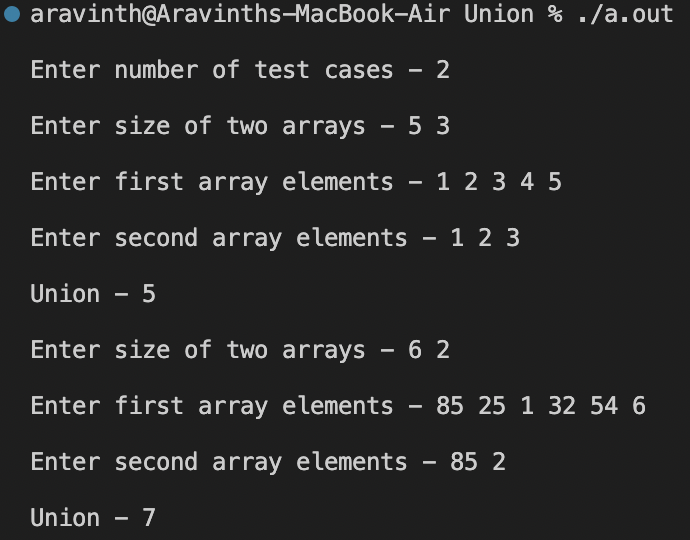 aravinth@Aravinths-MacBook-Air Union % ./a.out
Enter number of test cases – 2
Enter size of two arrays – 5 3
Enter first array elements – 1 2 3 4 5
Enter second array elements – 1 2 3
Union – 5
Enter size of two arrays – 6 2
Enter first array elements – 85 25 1 32 54 6
Enter second array elements – 85 2
Union – 7